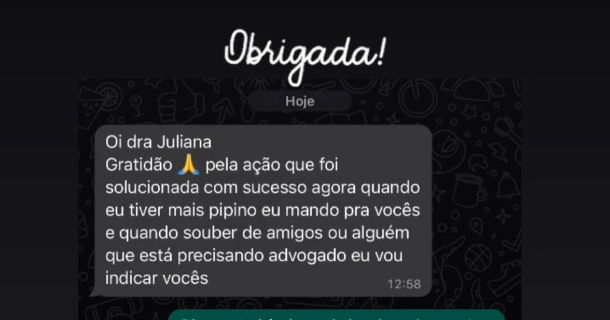 Obrigada!
Hoje
Oi dra Juliana
Gratidão 🙏 pela ação que foi
solucionada com sucesso agora quando
eu tiver mais pipino eu mando pra vocês
e quando souber de amigos ou alguém
que está precisando advogado eu vou
indicar vocês
12:58